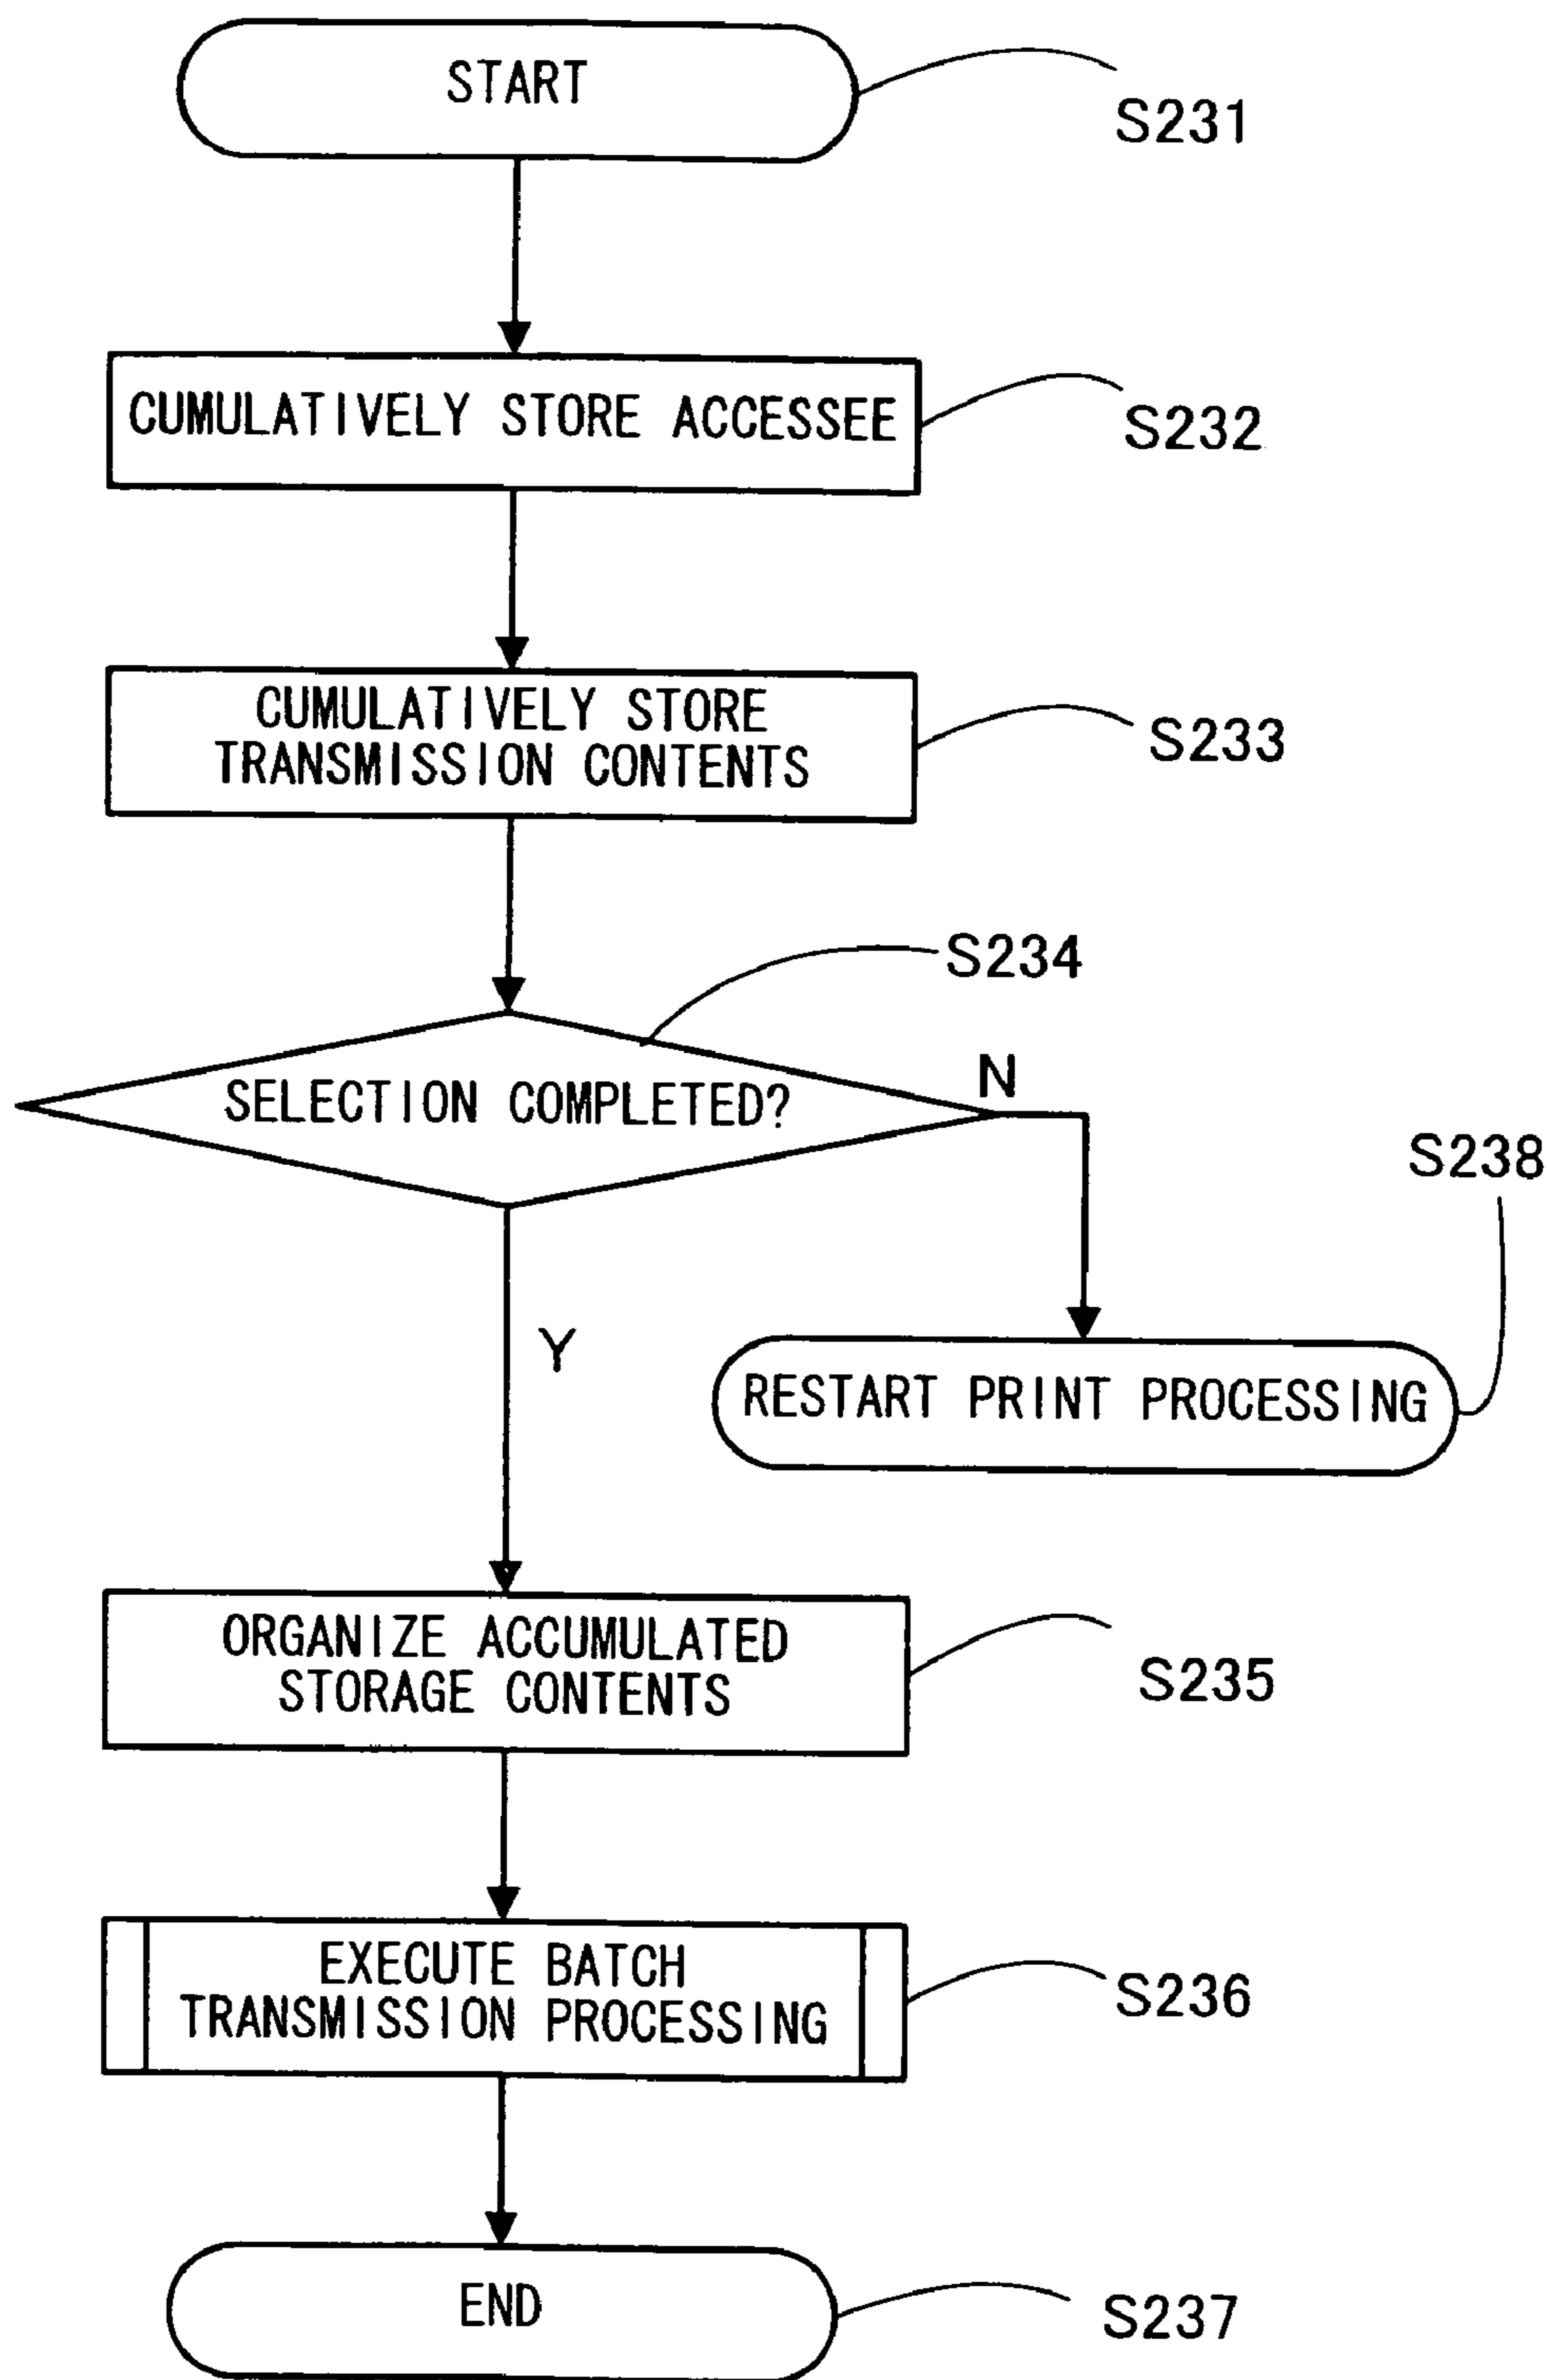 START
S231
CUMULATIVELY STORE ACCESSEE
S232
CUMULATIVELY STORE
TRANSMISSION CONTENTS
S233
S234
SELECTION COMPLETED?
N
S238
Y
RESTART PRINT PROCESSING
ORGANIZE ACCUMULATED
STORAGE CONTENTS
S235
EXECUTE BATCH
TRANSMISSION PROCESSING
S236
END
S237